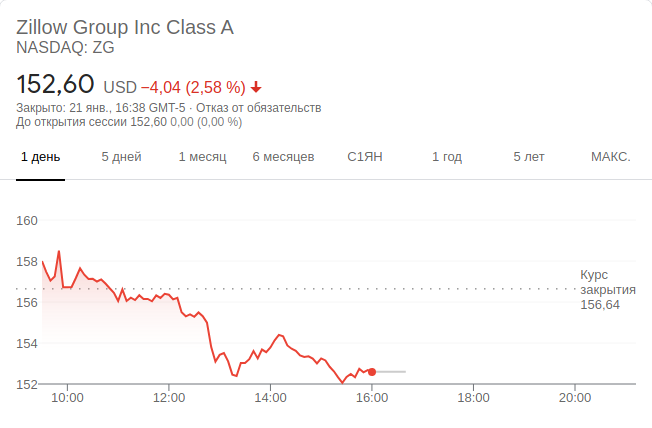 Zillow Group Inc Class A
NASDAQ: ZG
152,60 USD −4,04 (2,58 %)
Закрыто: 21 янв., 16:38 GMT-5 · Отказ от обязательств
До открытия сессии 152,60 0,00 (0,00 %)
1 день 5 дней 1 месяц 6 месяцев С1ЯН 1 год 5 лет МАКС.
160
158
156
154
152
Курс
закрытия
156,64
10:00 12:00 14:00 16:00 18:00 20:00